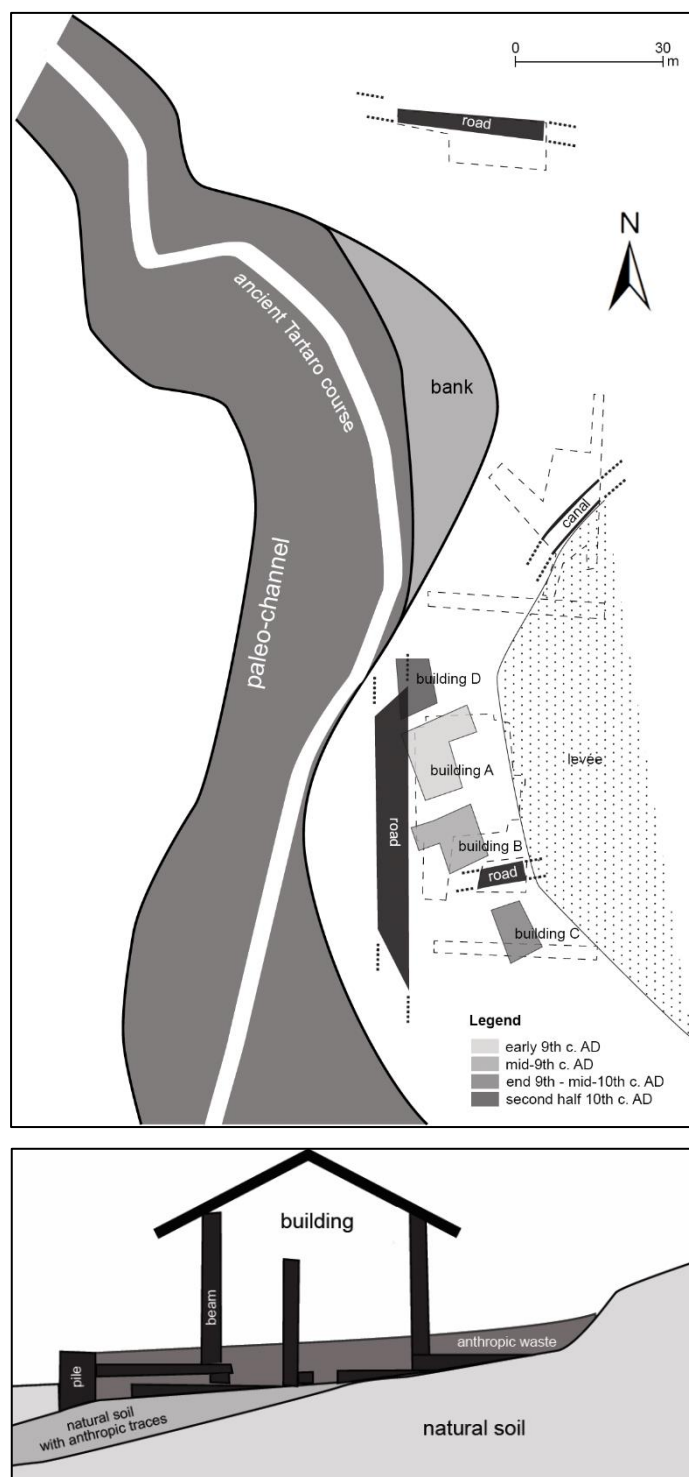 0
30
m
road
N
ancient Tartaro course
bank
canal
paleo-channel
building D
levée
building A
road
building B
road
building C
Legend
early 9th c. AD
mid-9th c. AD
end 9th - mid-10th c. AD
second half 10th c. AD
building
beam
anthropic waste
pile
natural soil
with anthropic traces
natural soil